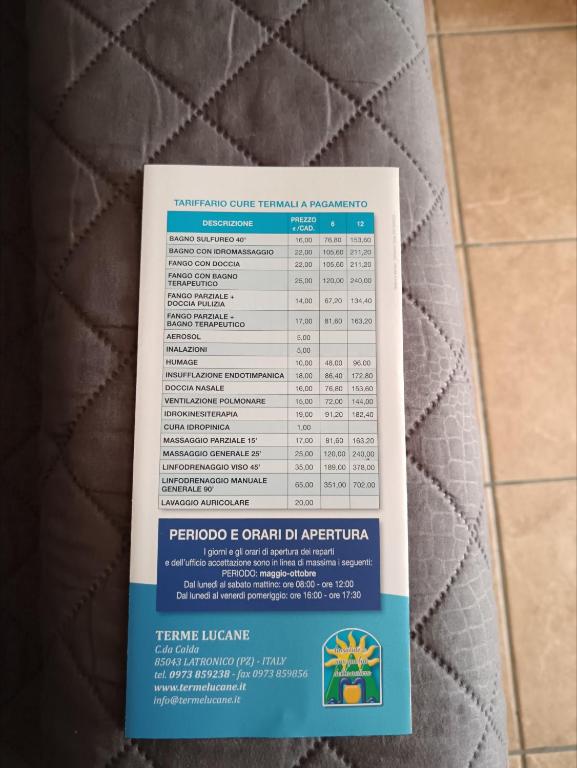 TARIFFARIO CURE TERMALI A PAGAMENTO
DESCRIZIONE PREZZO €/CAD. 6 12
BAGNO SULFUREO 40° 16,00 76,80 153,60
BAGNO CON IDROMASSAGGIO 22,00 105,60 211,20
FANGO CON DOCCIA 22,00 105,60 211,20
FANGO CON BAGNO
TERAPEUTICO 25,00 120,00 240,00
FANGO PARZIALE +
DOCCIA PULIZIA 14,00 67,20 134,40
FANGO PARZIALE +
BAGNO TERAPEUTICO 17,00 81,60 163,20
AEROSOL 5,00
INALAZIONI 5,00
HUMAGE 10,00 48,00 96,00
INSUFFLAZIONE ENDOTIMPANICA 18,00 86,40 172,80
DOCCIA NASALE 16,00 76,80 153,60
VENTILAZIONE POLMONARE 15,00 72,00 144,00
IDROKINESITERAPIA 19,00 91,20 182,40
CURA IDROPINICA 1,00
MASSAGGIO PARZIALE 15' 17,00 81,60 163,20
MASSAGGIO GENERALE 25' 25,00 120,00 240,00
LINFODRENAGGIO VISO 45' 35,00 189,00 378,00
LINFODRENAGGIO MANUALE
GENERALE 90' 65,00 351,00 702,00
LAVAGGIO AURICOLARE 20,00
PERIODO E ORARI DI APERTURA
I giorni e gli orari di apertura dei reparti
e dell'ufficio accettazione sono in linea di massima i seguenti:
PERIODO: maggio-ottobre
Dal lunedì al sabato mattino: ore 08:00 - ore 12:00
Dal lunedì al venerdì pomeriggio: ore 16:00 - ore 17:30
TERME LUCANE
C.da Calda
85043 LATRONICO (PZ) - ITALY
tel. 0973 859238 - fax 0973 859856
www.termelucane.it
info@termelucane.it